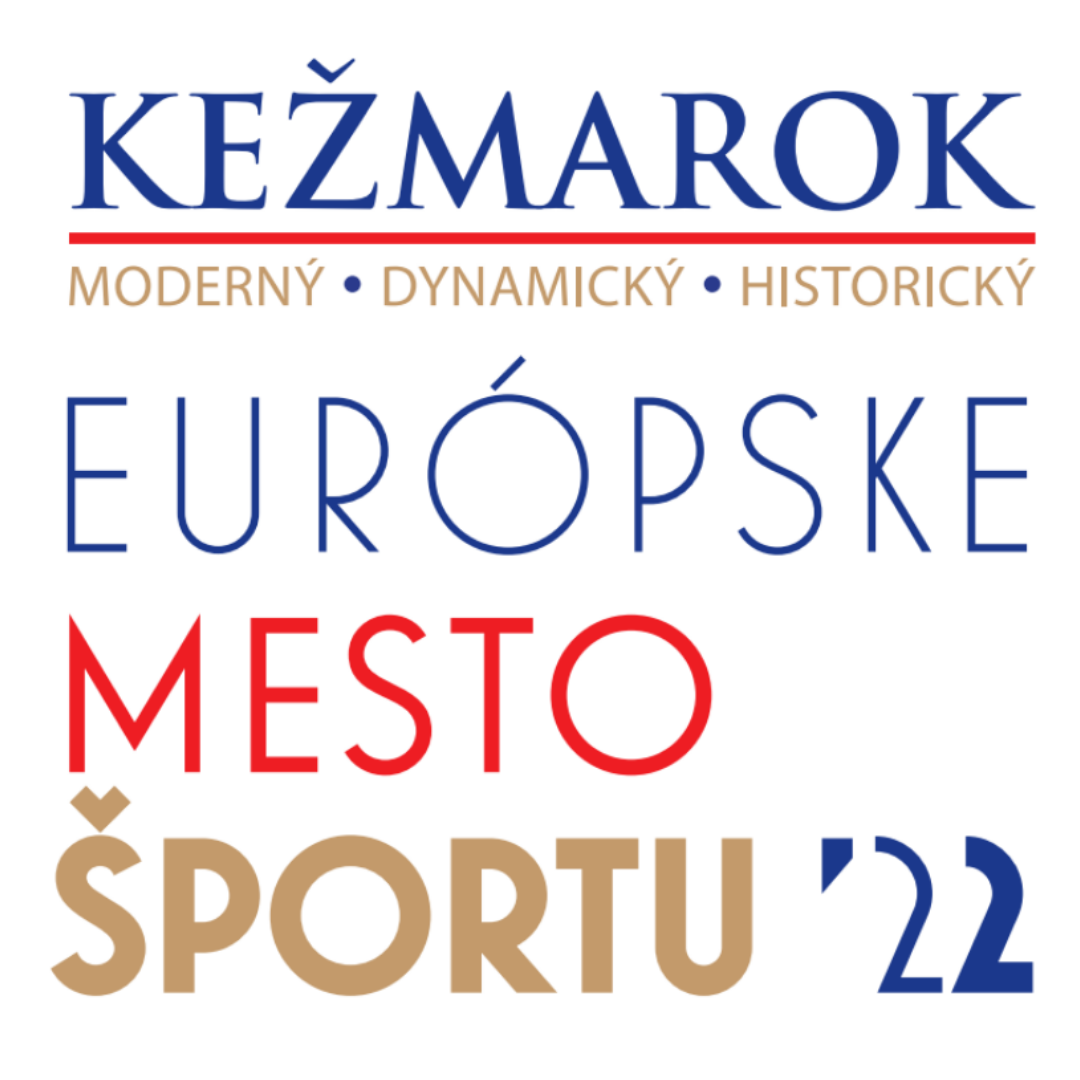 KEŽMAROK
MODERNÝ • DYNAMICKÝ • HISTORICKÝ
EURÓPSKE
MESTO
ŠPORTU '22